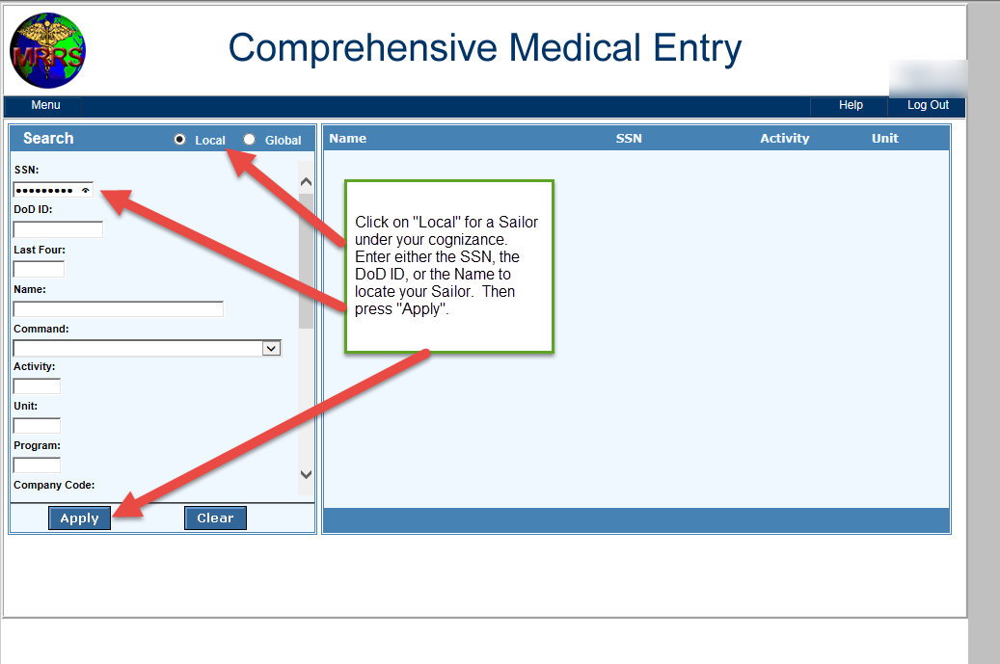 MRRS
Comprehensive Medical Entry
Menu
Help
Log Out
Search
Local
Global
SSN:
•••••••••
DoD ID:
Last Four:
Name:
Command:
Activity:
Unit:
Program:
Company Code:
Apply
Clear
Name SSN Activity Unit
Click on "Local" for a Sailor
under your cognizance.
Enter either the SSN, the
DoD ID, or the Name to
locate your Sailor.  Then
press "Apply".